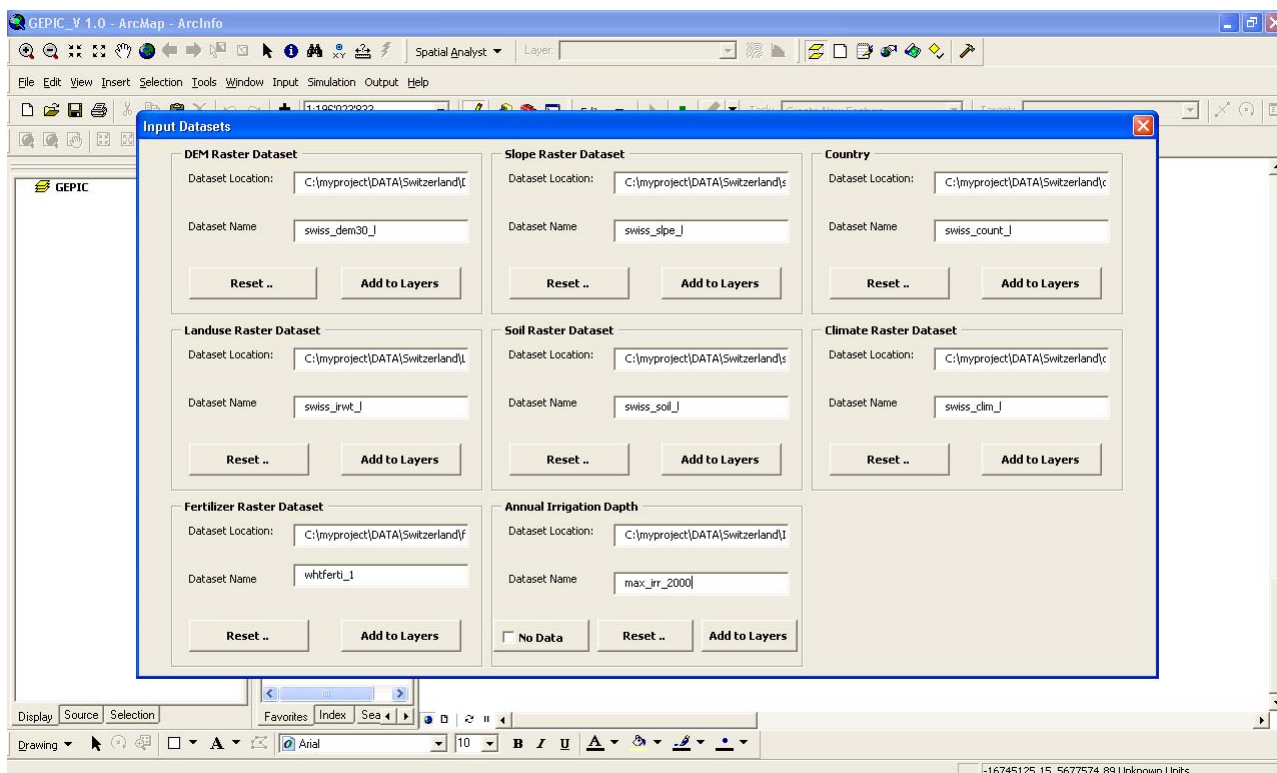 GEPIC_V 1.0 - ArcMap - ArcInfo
Spatial Analyst Layer:
File Edit View Insert Selection Tools Window Input Simulation Output Help
Input Datasets
GEPIC
DEM Raster Dataset
Dataset Location: C:\myproject\DATA\Switzerland\
Dataset Name swiss_dem30_l
Reset .. Add to Layers
Slope Raster Dataset
Dataset Location: C:\myproject\DATA\Switzerland\s
Dataset Name swiss_slpe_l
Reset .. Add to Layers
Country
Dataset Location: C:\myproject\DATA\Switzerland\c
Dataset Name swiss_count_l
Reset .. Add to Layers
Landuse Raster Dataset
Dataset Location: C:\myproject\DATA\Switzerland\L
Dataset Name swiss_irwt_l
Reset .. Add to Layers
Soil Raster Dataset
Dataset Location: C:\myproject\DATA\Switzerland\s
Dataset Name swiss_soil_l
Reset .. Add to Layers
Climate Raster Dataset
Dataset Location: C:\myproject\DATA\Switzerland\c
Dataset Name swiss_clim_l
Reset .. Add to Layers
Fertilizer Raster Dataset
Dataset Location: C:\myproject\DATA\Switzerland\f
Dataset Name whtferti_1
Reset .. Add to Layers
Annual Irrigation Dapth
Dataset Location: C:\myproject\DATA\Switzerland\I
Dataset Name max_irr_2000
No Data Reset .. Add to Layers
Display Source Selection
Favorites Index Sea
Drawing A Arial 10 B I U A
-16745125.15 5677574.89 Unknown Units